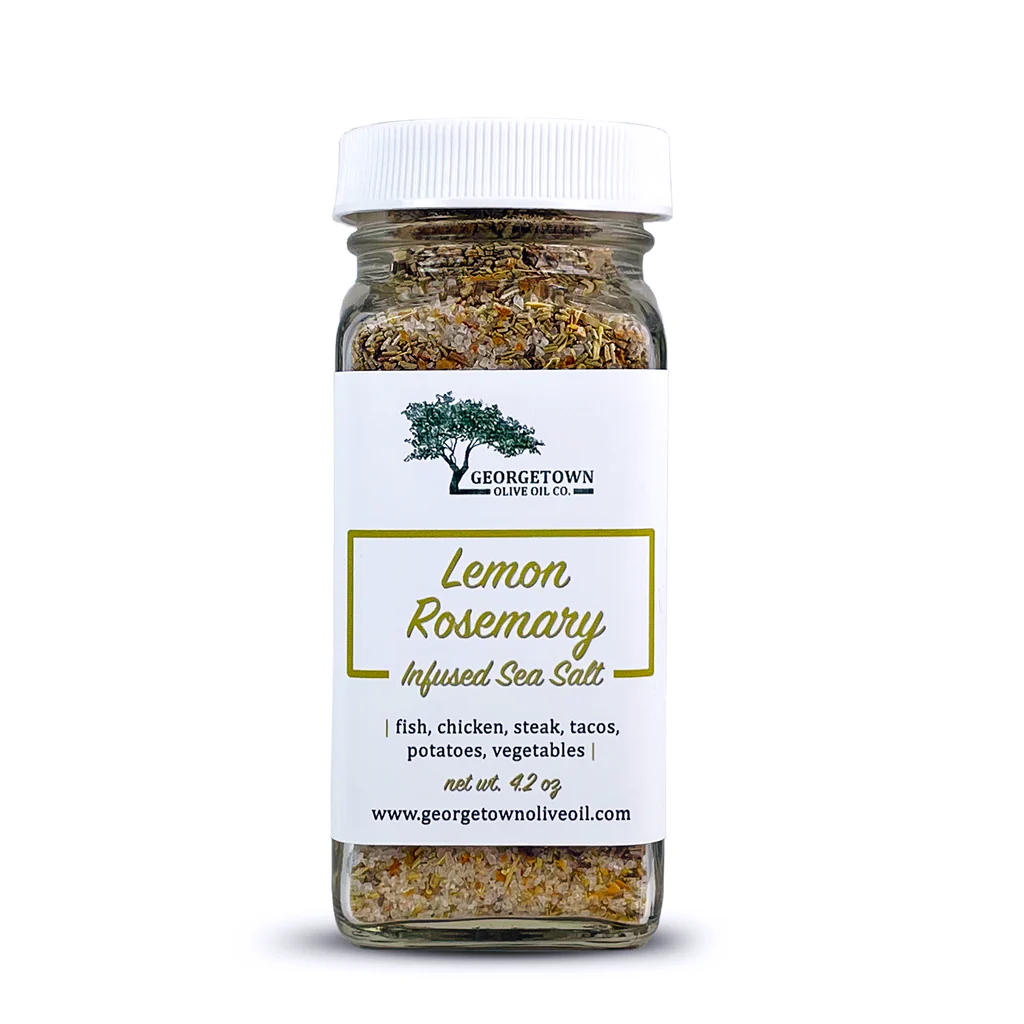 GEORGETOWN
OLIVE OIL CO.
Lemon
Rosemary
Infused Sea Salt
| fish, chicken, steak, tacos,
potatoes, vegetables |
net wt. 4.2 oz
www.georgetownoliveoil.com